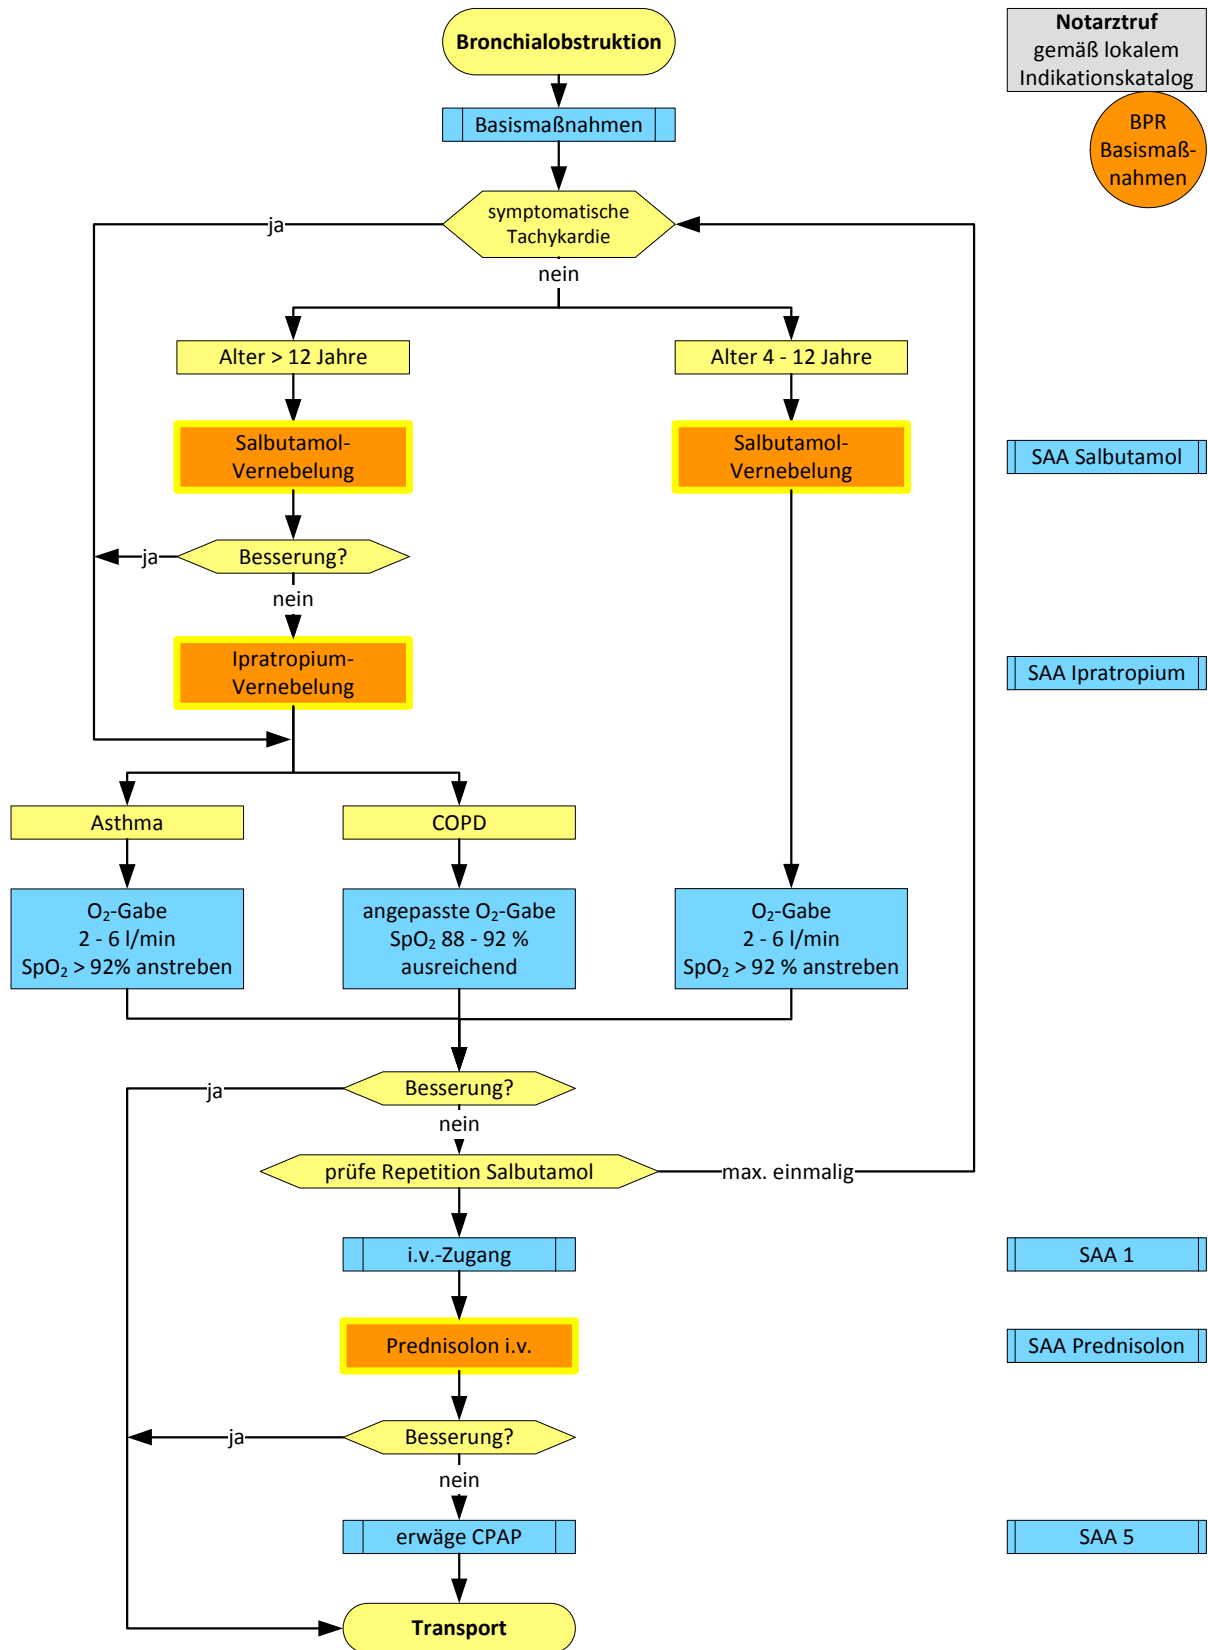 Bronchialobstruktion
Notarztruf
gemäß lokalem
Indikationskatalog
BPR
Basismaß-
nahmen
Basismaßnahmen
symptomatische
Tachykardie
ja
nein
Alter > 12 Jahre
Alter 4 - 12 Jahre
Salbutamol-
Vernebelung
Salbutamol-
Vernebelung
SAA Salbutamol
Besserung?
ja
nein
Ipratropium-
Vernebelung
SAA Ipratropium
Asthma
COPD
O₂-Gabe
2 - 6 l/min
SpO₂ > 92% anstreben
angepasste O₂-Gabe
SpO₂ 88 - 92 %
ausreichend
O₂-Gabe
2 - 6 l/min
SpO₂ > 92 % anstreben
Besserung?
ja
nein
prüfe Repetition Salbutamol
max. einmalig
i.v.-Zugang
SAA 1
Prednisolon i.v.
SAA Prednisolon
Besserung?
ja
nein
erwäge CPAP
SAA 5
Transport